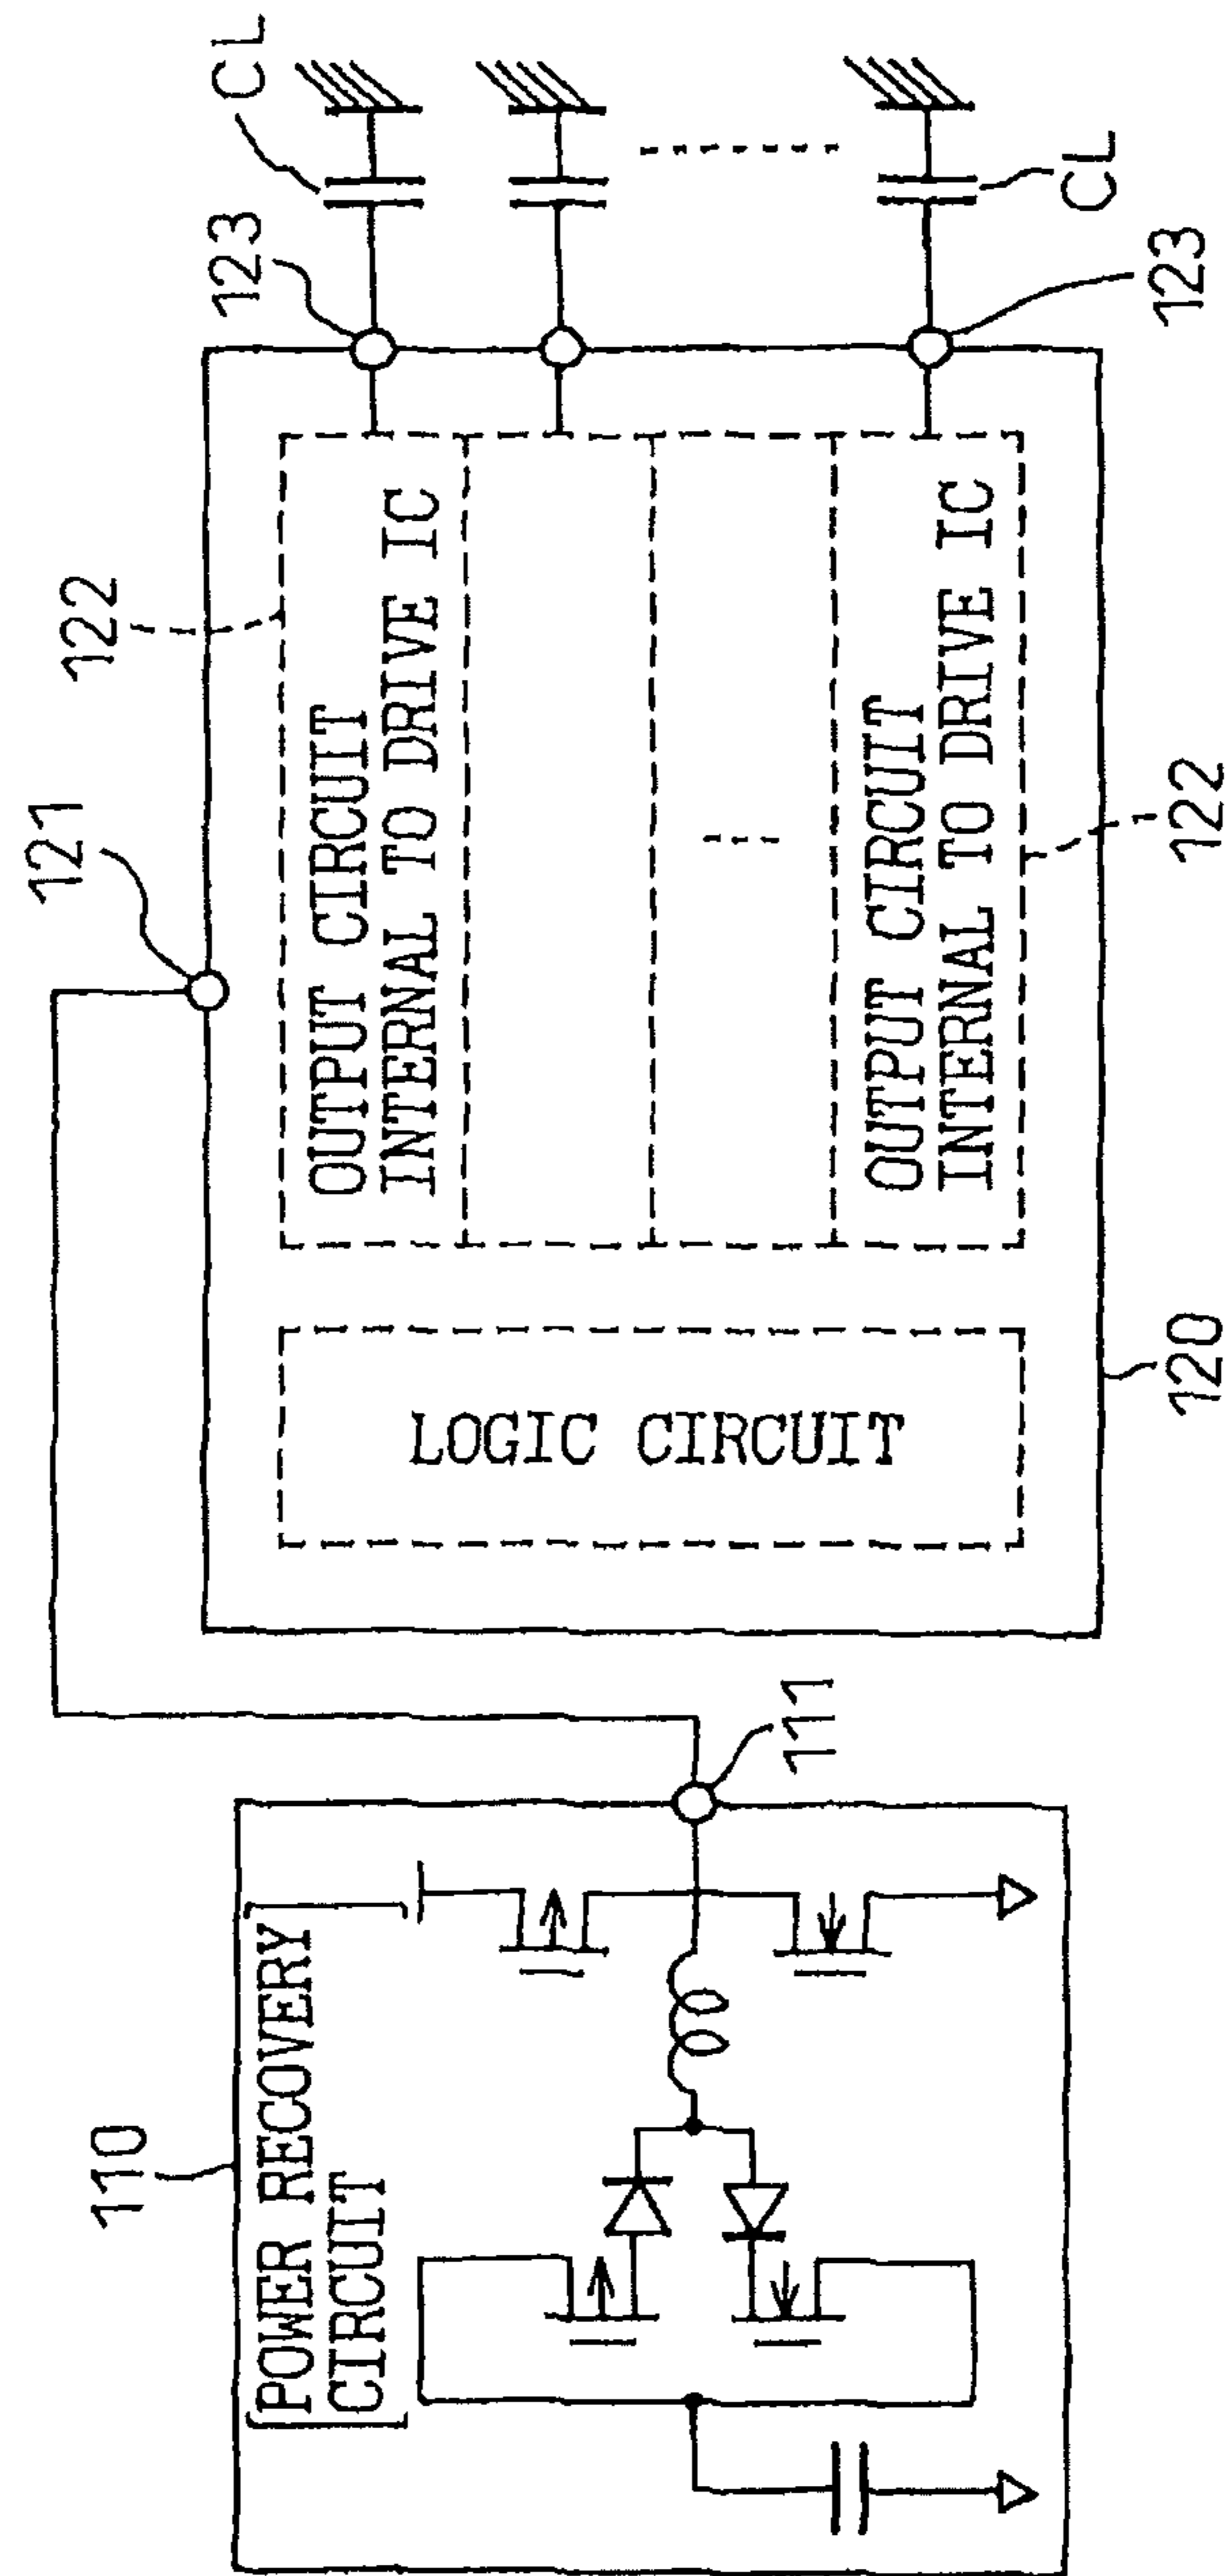 110
POWER RECOVERY
CIRCUIT
111
121
120
LOGIC CIRCUIT
122
OUTPUT CIRCUIT
INTERNAL TO DRIVE IC
OUTPUT CIRCUIT
INTERNAL TO DRIVE IC
122
123
CL
123
CL